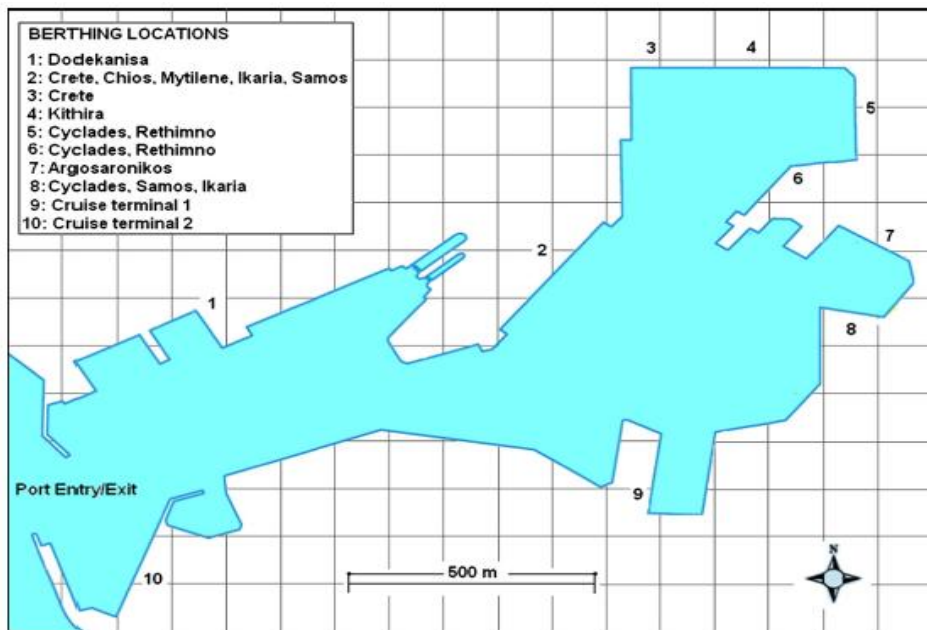 BERTHING LOCATIONS
1: Dodekanisa
2: Crete, Chios, Mytilene, Ikaria, Samos
3: Crete
4: Kithira
5: Cyclades, Rethimno
6: Cyclades, Rethimno
7: Argosaronikos
8: Cyclades, Samos, Ikaria
9: Cruise terminal 1
10: Cruise terminal 2
3
4
5
6
7
2
1
8
9
Port Entry/Exit
10
500 m
N